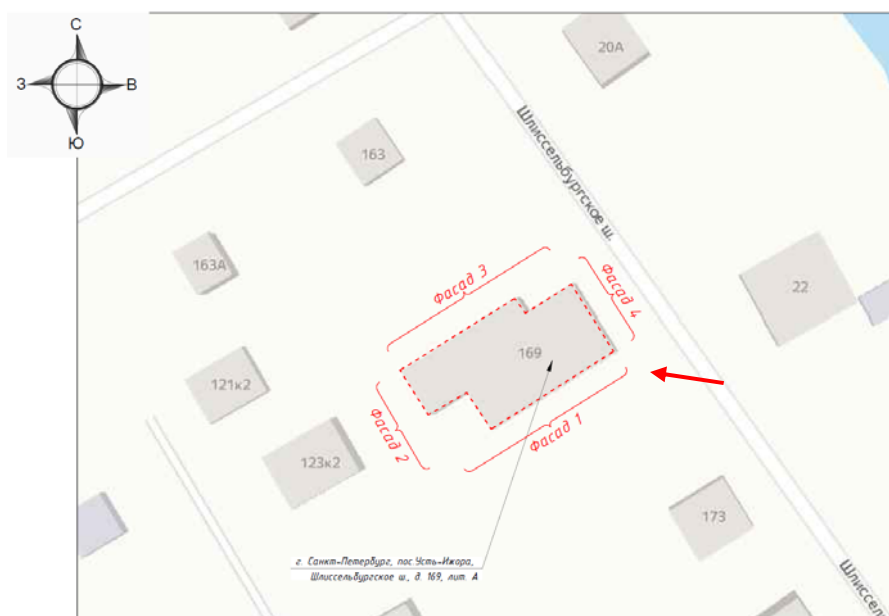 С
З
В
Ю
20А
Шлиссельбургское ш.
163
163А
Фасад 3
Фасад 4
22
169
121к2
Фасад 2
Фасад 1
123к2
173
г. Санкт-Петербург, пос.Усть-Ижора,
Шлиссельбургское ш., д. 169, лит. А
Шлиссель